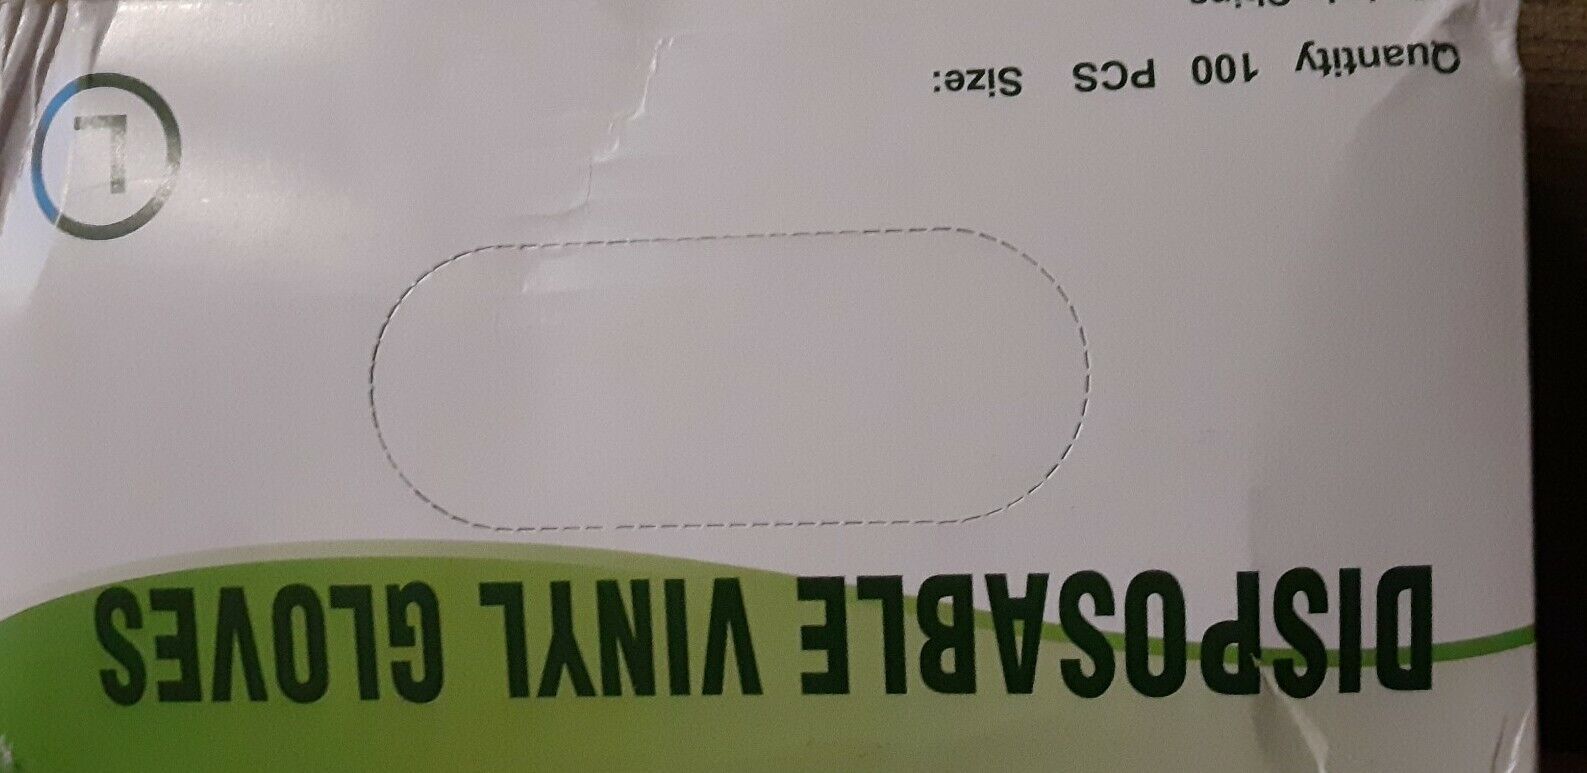 DISPOSABLE VINYL GLOVES
L
Quantity 100 PCS Size: